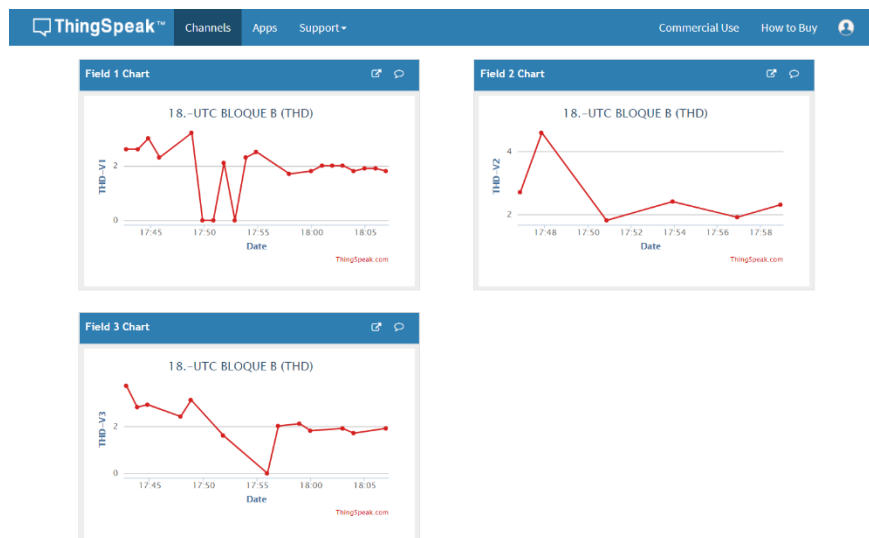 ThingSpeak™ Channels Apps Support Commercial Use How to Buy
Field 1 Chart
18.-UTC BLOQUE B (THD)
THD-V1
2
0
17:45 17:50 17:55 18:00 18:05
Date
ThingSpeak.com
Field 2 Chart
18.-UTC BLOQUE B (THD)
THD-V2
4
2
17:48 17:50 17:52 17:54 17:56 17:58
Date
ThingSpeak.com
Field 3 Chart
18.-UTC BLOQUE B (THD)
THD-V3
2
0
17:45 17:50 17:55 18:00 18:05
Date
ThingSpeak.com